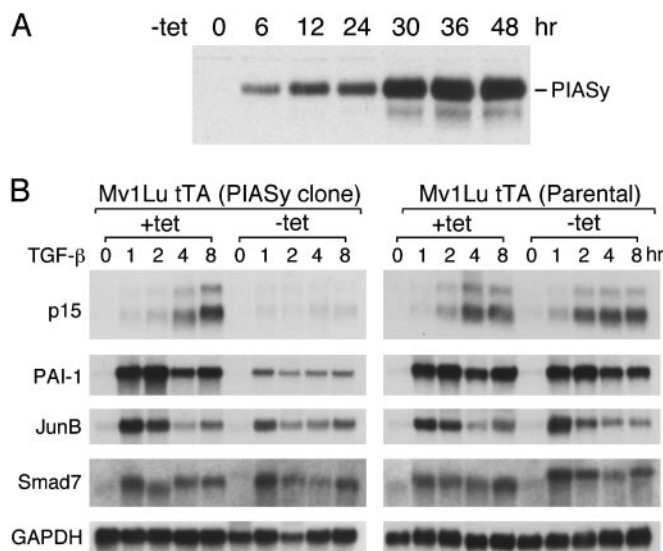 A
-tet 0 6 12 24 30 36 48 hr
– PIASy
B
Mv1Lu tTA (PIASy clone) Mv1Lu tTA (Parental)
+tet -tet +tet -tet
TGF-β 0 1 2 4 8 0 1 2 4 8 0 1 2 4 8 0 1 2 4 8 hr
p15
PAI-1
JunB
Smad7
GAPDH